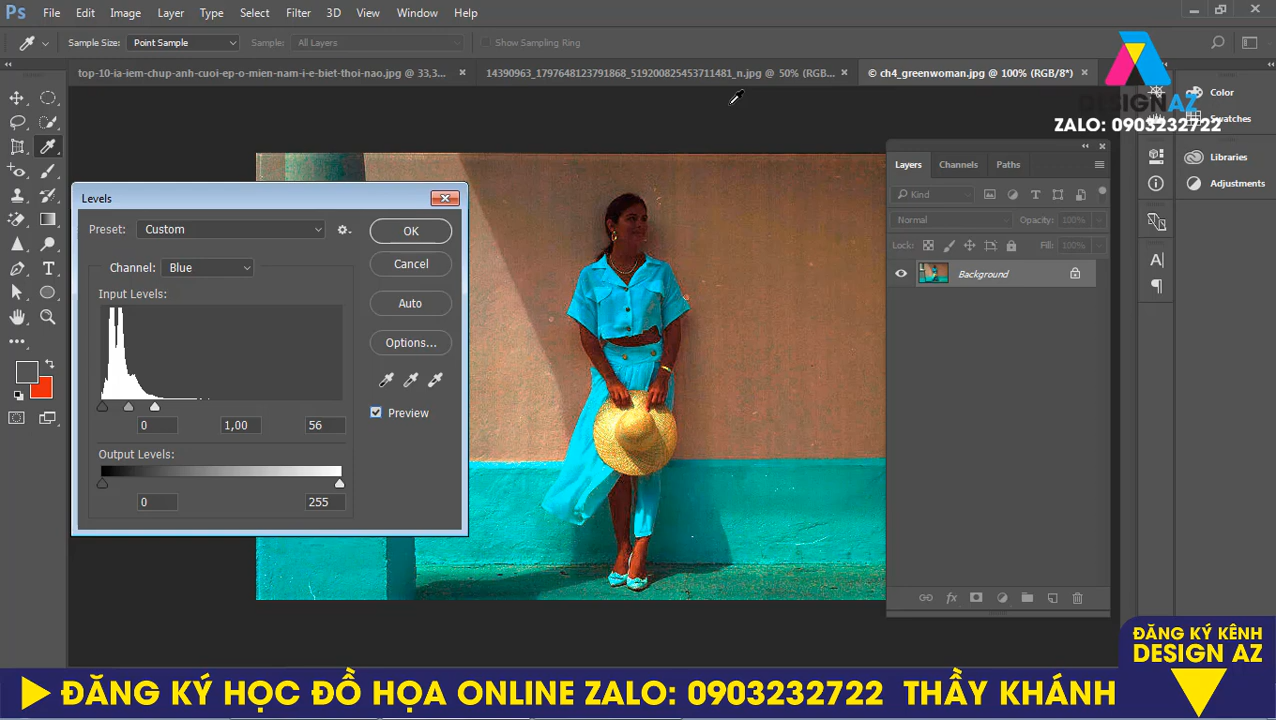 Ps File Edit Image Layer Type Select Filter 3D View Window Help
Sample Size: Point Sample Sample: All Layers Show Sampling Ring
top-10-ia-iem-chup-anh-cuoi-ep-o-mien-nam-i-e-biet-thoi-nao.jpg @ 33,3... × 14390963_1797648123791868_519200825453711481_n.jpg @ 50% (RGB... × © ch4_greenwoman.jpg @ 100% (RGB/8*) ×
DESIGN AZ
ZALO: 0903232722
Color
Swatches
Libraries
Adjustments
Layers Channels Paths
Kind
Normal Opacity: 100%
Lock: Fill: 100%
Background
fx
Levels
Preset: Custom
OK
Channel: Blue
Cancel
Input Levels:
Auto
Options...
Preview
0 1,00 56
Output Levels:
0 255
ĐĂNG KÝ KÊNH
DESIGN AZ
ĐĂNG KÝ HỌC ĐỒ HỌA ONLINE ZALO: 0903232722 THẦY KHÁNH